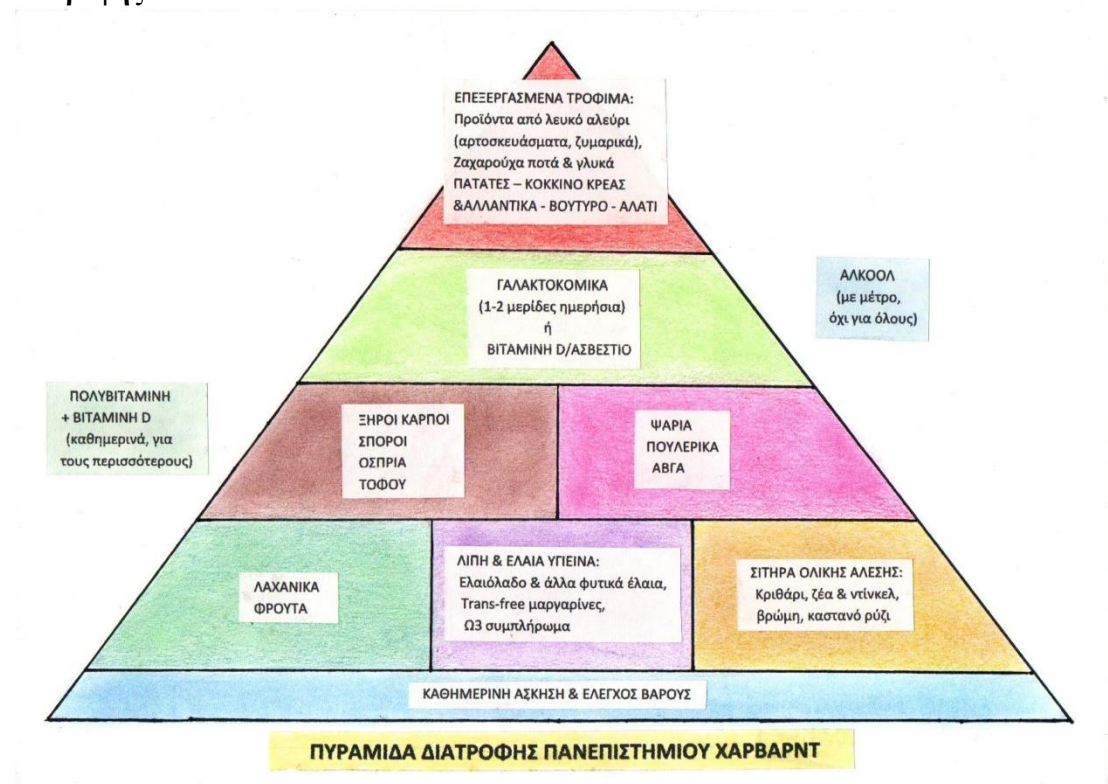 ΕΠΕΞΕΡΓΑΣΜΕΝΑ ΤΡΟΦΙΜΑ:
Προϊόντα από λευκό αλεύρι
(αρτοσκευάσματα, ζυμαρικά),
Ζαχαρούχα ποτά & γλυκά
ΠΑΤΑΤΕΣ – ΚΟΚΚΙΝΟ ΚΡΕΑΣ
&ΑΛΛΑΝΤΙΚΑ - ΒΟΥΤΥΡΟ - ΑΛΑΤΙ
ΓΑΛΑΚΤΟΚΟΜΙΚΑ
(1-2 μερίδες ημερήσια)
ή
ΒΙΤΑΜΙΝΗ D/ΑΣΒΕΣΤΙΟ
ΑΛΚΟΟΛ
(με μέτρο,
όχι για όλους)
ΠΟΛΥΒΙΤΑΜΙΝΗ
+ ΒΙΤΑΜΙΝΗ D
(καθημερινά, για
τους περισσότερους)
ΞΗΡΟΙ ΚΑΡΠΟΙ
ΣΠΟΡΟΙ
ΟΣΠΡΙΑ
ΤΟΦΟΥ
ΨΑΡΙΑ
ΠΟΥΛΕΡΙΚΑ
ΑΒΓΑ
ΛΑΧΑΝΙΚΑ
ΦΡΟΥΤΑ
ΛΙΠΗ & ΕΛΑΙΑ ΥΓΙΕΙΝΑ:
Ελαιόλαδο & άλλα φυτικά έλαια,
Trans-free μαργαρίνες,
Ω3 συμπλήρωμα
ΣΙΤΗΡΑ ΟΛΙΚΗΣ ΑΛΕΣΗΣ:
Κριθάρι, ζέα & ντίνκελ,
βρώμη, καστανό ρύζι
ΚΑΘΗΜΕΡΙΝΗ ΑΣΚΗΣΗ & ΕΛΕΓΧΟΣ ΒΑΡΟΥΣ
ΠΥΡΑΜΙΔΑ ΔΙΑΤΡΟΦΗΣ ΠΑΝΕΠΙΣΤΗΜΙΟΥ ΧΑΡΒΑΡΝΤ